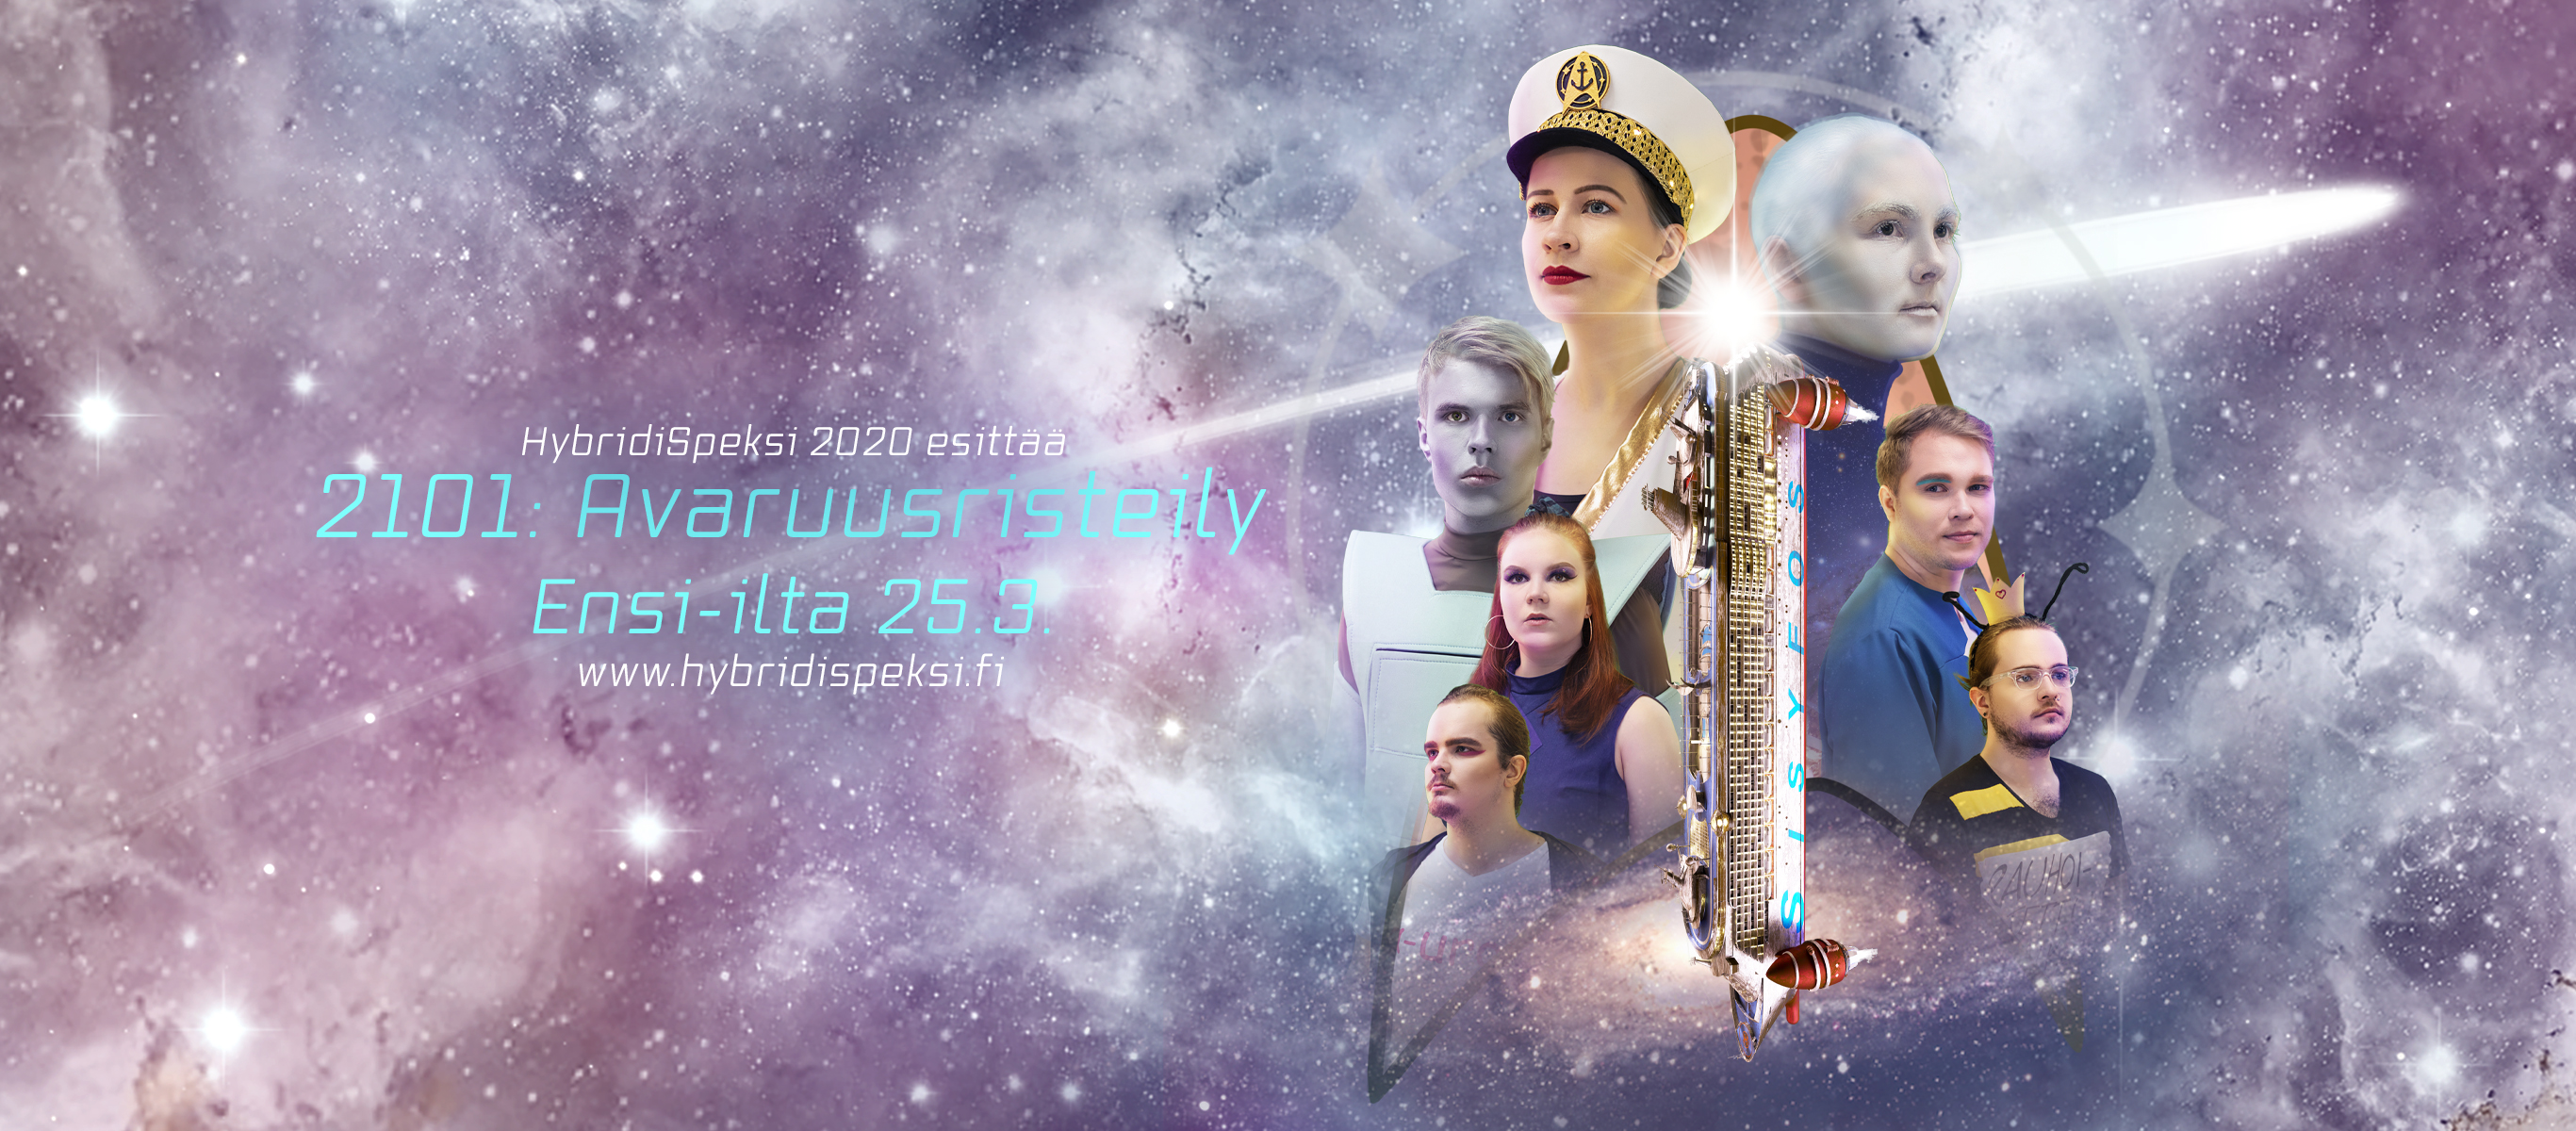 HybridiSpeksi 2020 esittää
2101: Avaruusristeily
Ensi-ilta 25.3.
www.hybridispeksi.fi
SISYFOS